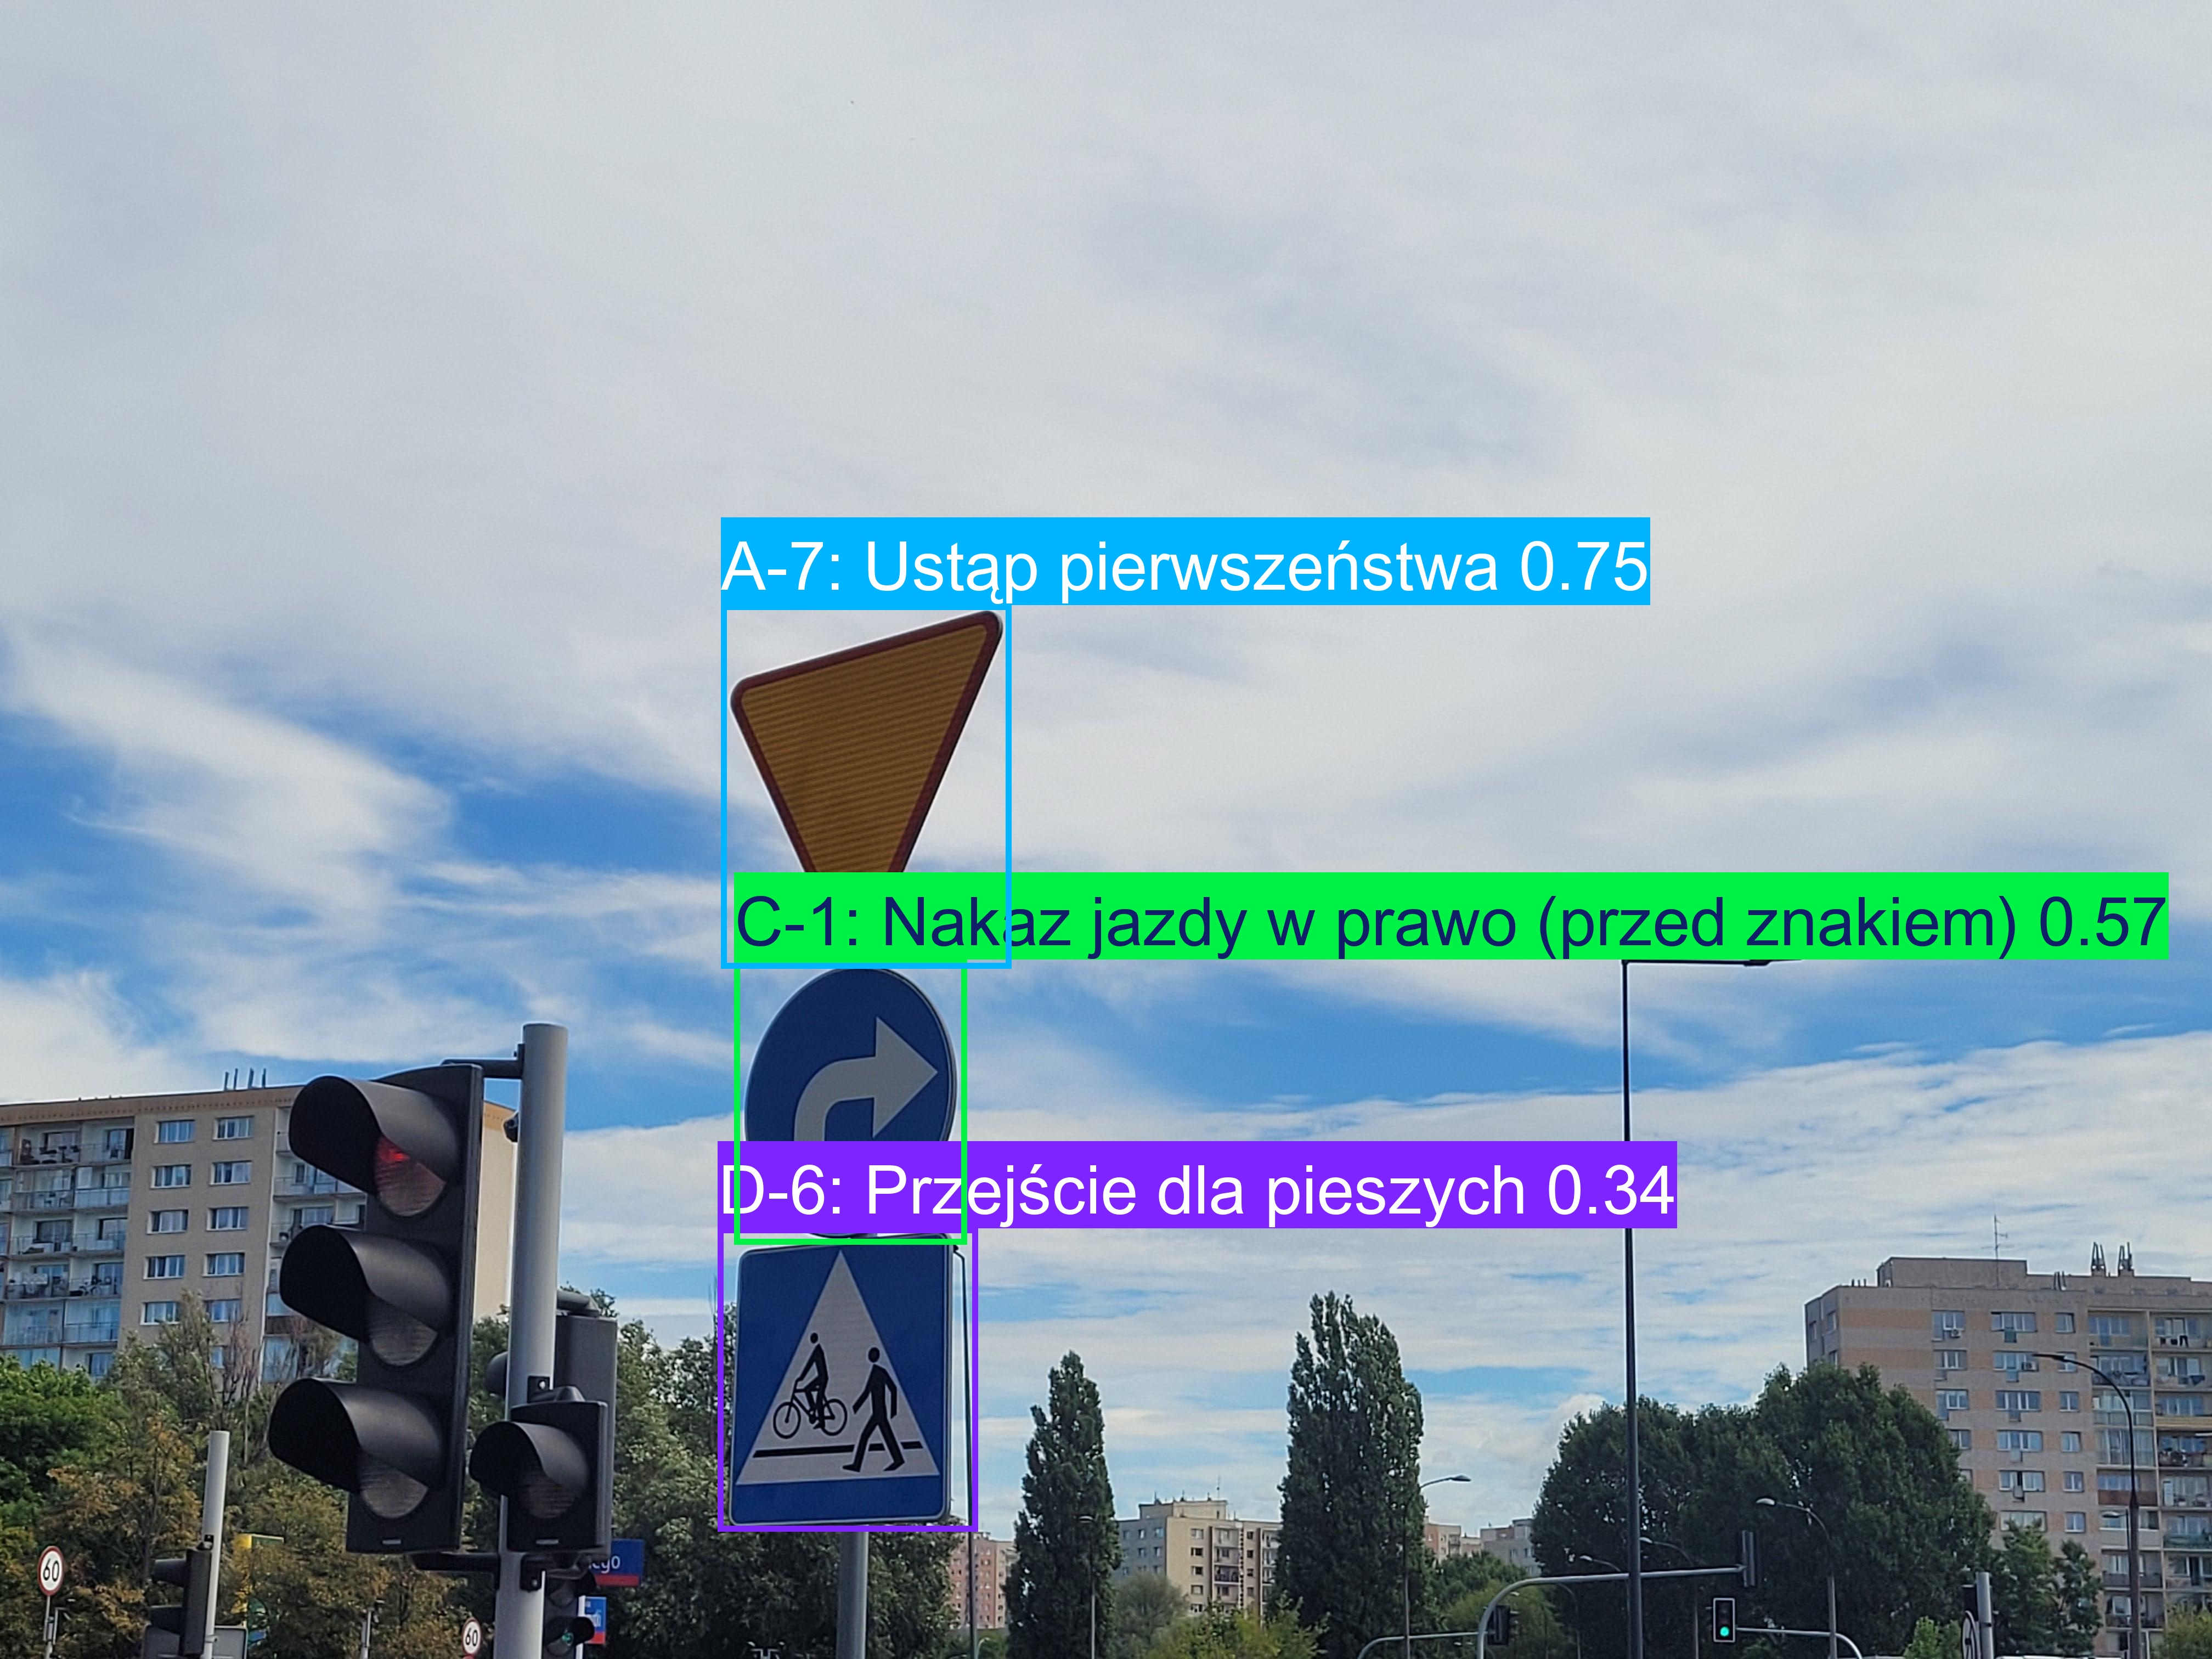 A-7: Ustąp pierwszeństwa 0.75
C-1: Nakaz jazdy w prawo (przed znakiem) 0.57
D-6: Przejście dla pieszych 0.34
60
60